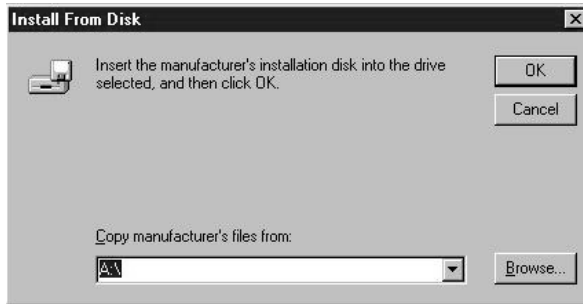 Install From Disk
Insert the manufacturer's installation disk into the drive
selected, and then click OK.
OK
Cancel
Copy manufacturer's files from:
A:\
Browse...